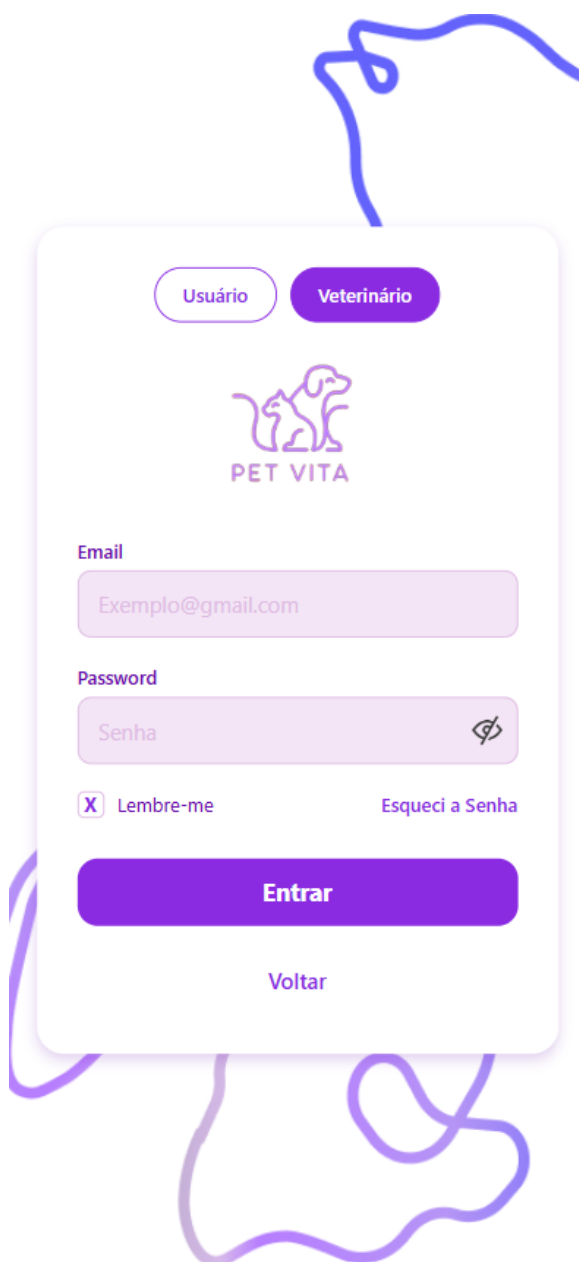 Usuário Veterinário
PET VITA
Email
Exemplo@gmail.com
Password
Senha
X Lembre-me Esqueci a Senha
Entrar
Voltar